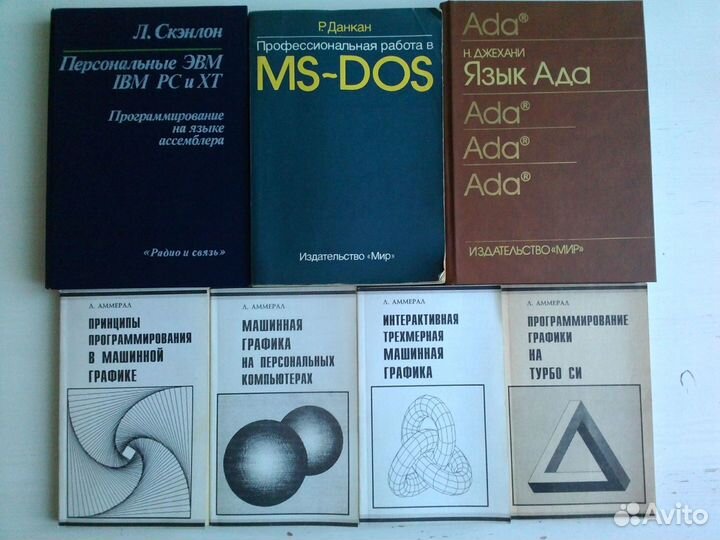 Л. Скэнлон
Персональные ЭВМ
IBM PC и XT
Программирование
на языке
ассемблера
«Радио и связь»
Р. Данкан
Профессиональная работа в
MS~DOS
Издательство «Мир»
Ada®
Н. ДЖЕХАНИ
Язык Ада
Ada®
Ada®
Ada®
ИЗДАТЕЛЬСТВО «МИР»
Л. АММЕРАЛ
ПРИНЦИПЫ
ПРОГРАММИРОВАНИЯ
В МАШИННОЙ
ГРАФИКЕ
Л. АММЕРАЛ
МАШИННАЯ
ГРАФИКА
НА ПЕРСОНАЛЬНЫХ
КОМПЬЮТЕРАХ
Л. АММЕРАЛ
ИНТЕРАКТИВНАЯ
ТРЕХМЕРНАЯ
МАШИННАЯ
ГРАФИКА
Л. АММЕРАЛ
ПРОГРАММИРОВАНИЕ
ГРАФИКИ
НА
ТУРБО СИ
Avito